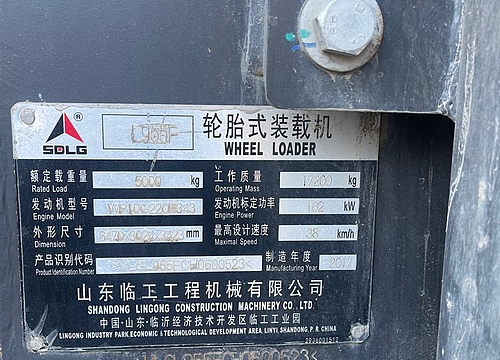 SDLG ® L955F 轮胎式装载机
WHEEL LOADER
额定载重量 5000 kg 工作质量 17200 kg
Rated Load Operating Mass
发动机型号 发动机标定功率 162 kW
Engine Model Engine Power
外形尺寸 mm 最高设计速度 38 km/h
Dimension Maximal Speed
产品识别代码 制造年度 2017
Product Identification Number Manufacturing Year
山东临工工程机械有限公司
SHANDONG LINGONG CONSTRUCTION MACHINERY CO., LTD.
中国·山东·临沂经济技术开发区临工工业园
LINGONG INDUSTRY PARK, ECONOMIC & TECHNOLOGICAL DEVELOPMENT AREA, LINYI, SHANDONG, P. R. CHINA